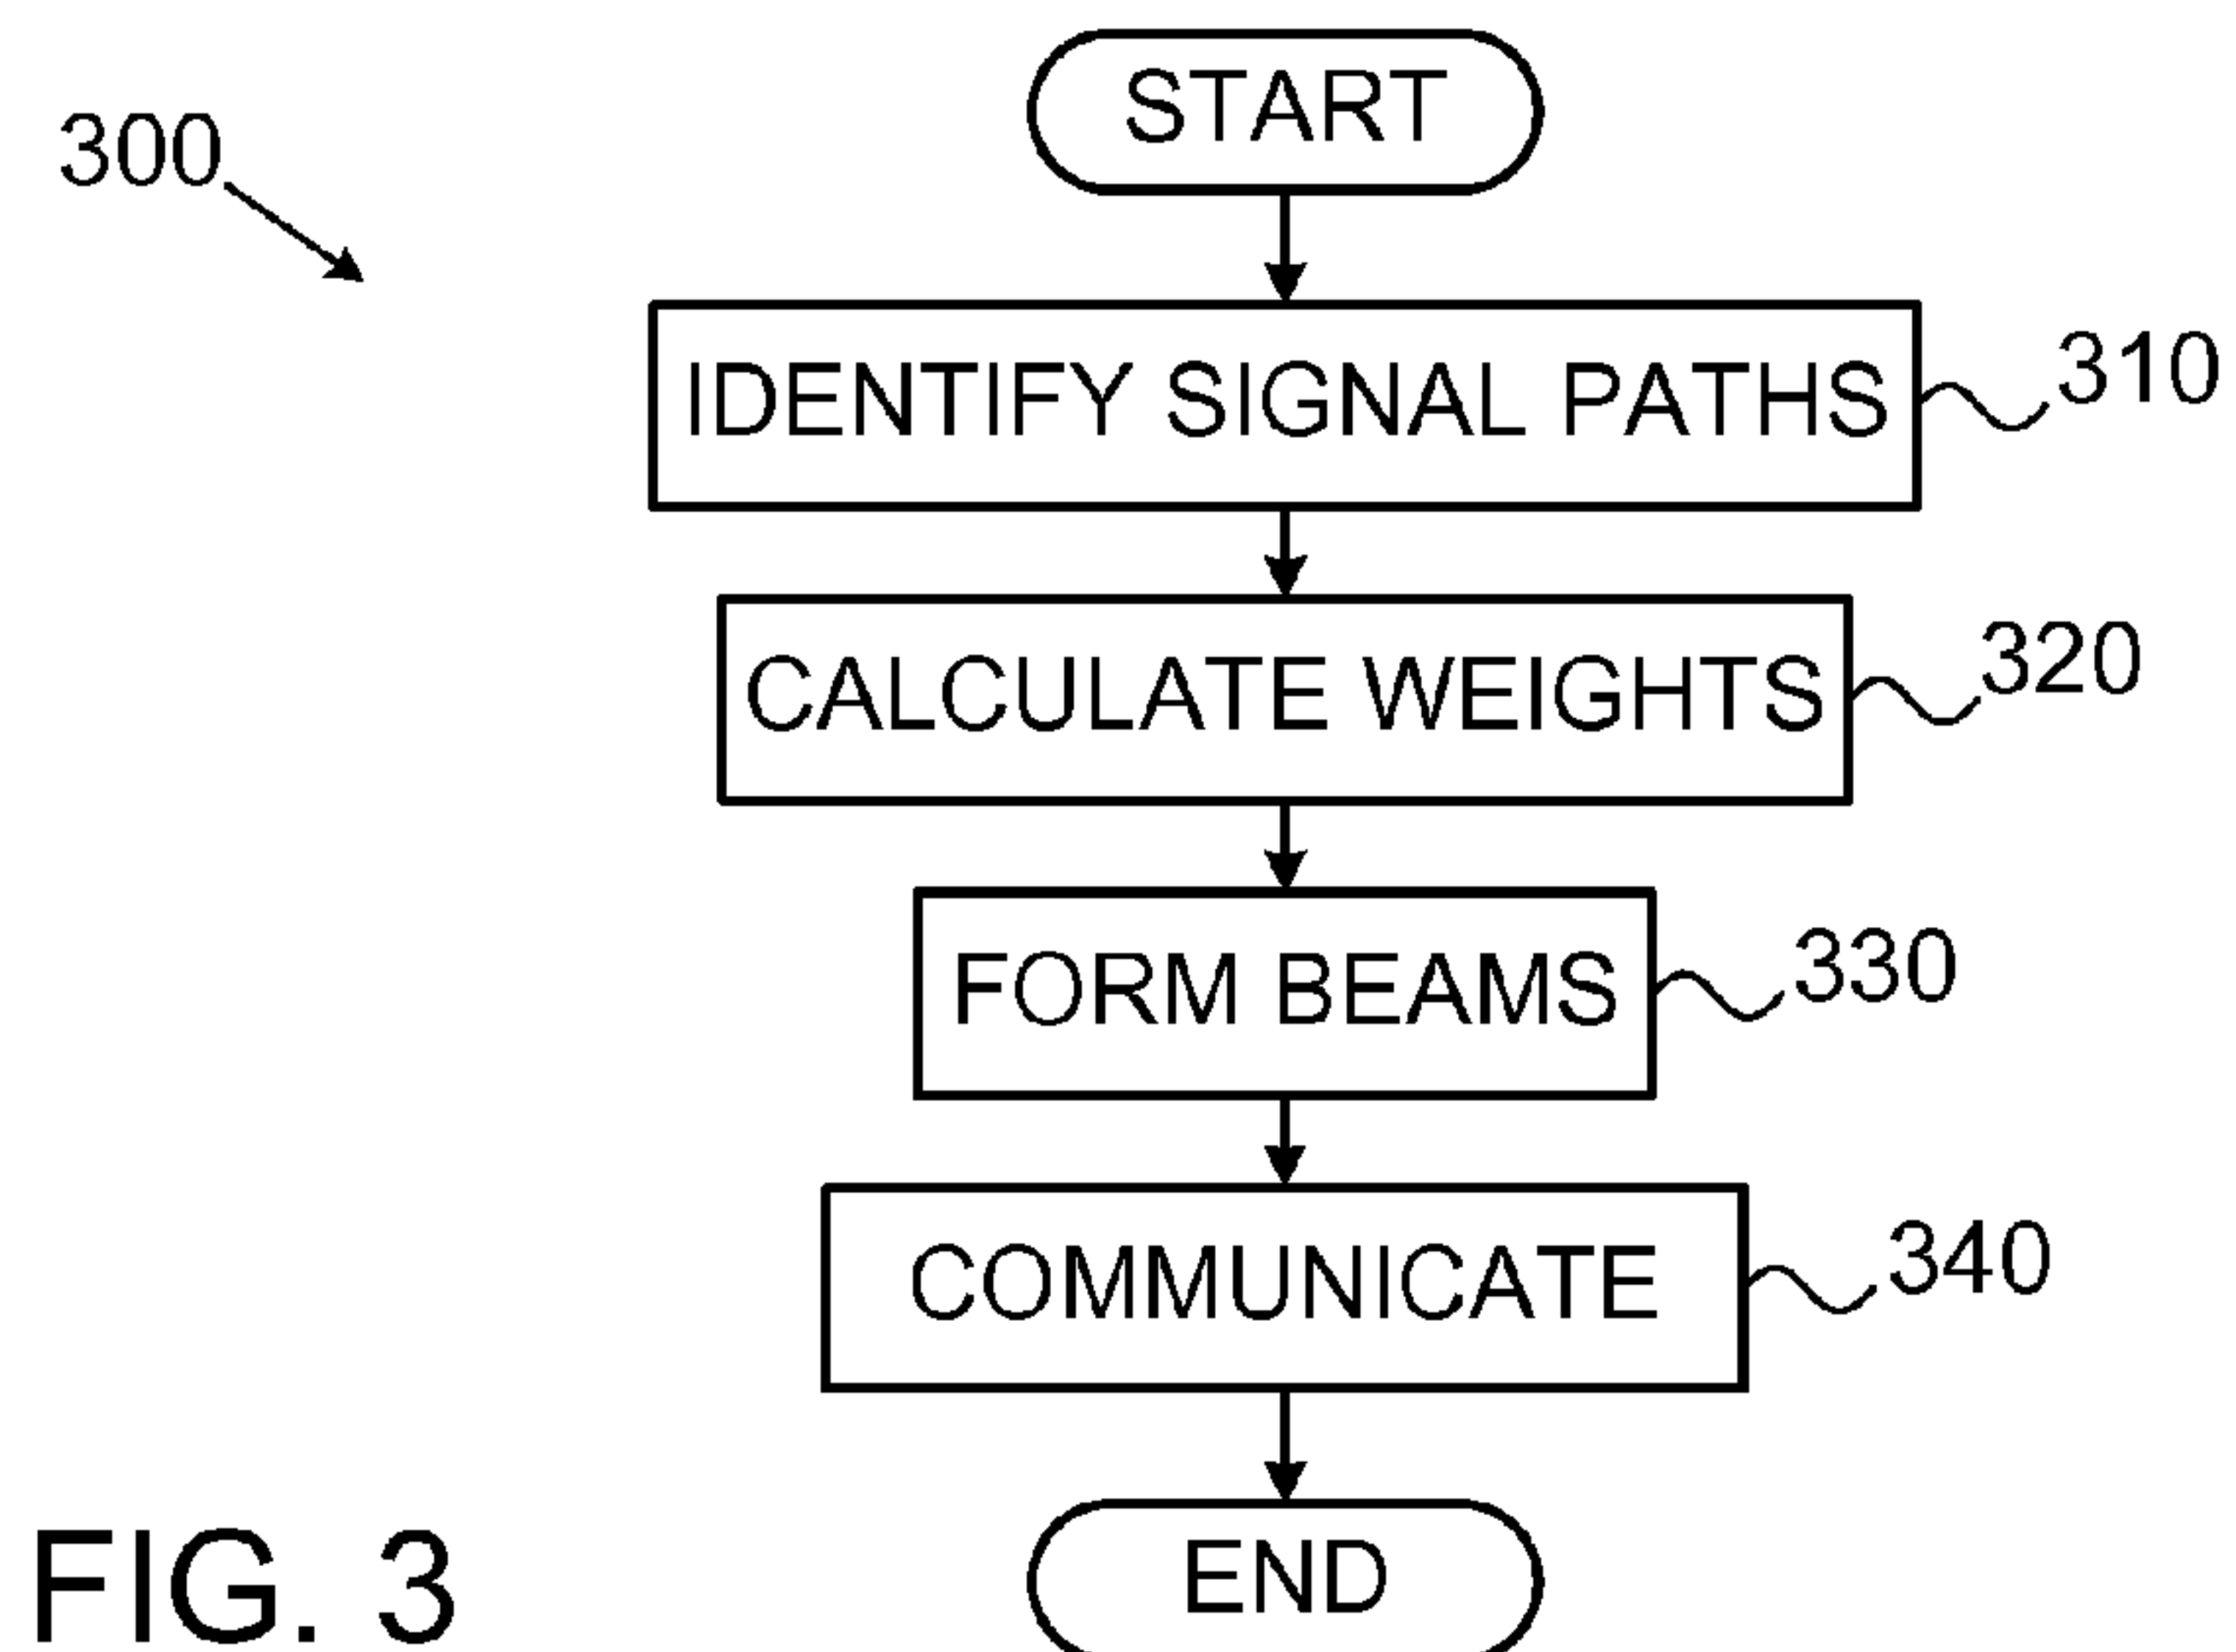 START
300
IDENTIFY SIGNAL PATHS
310
CALCULATE WEIGHTS
320
FORM BEAMS
330
COMMUNICATE
340
END
FIG. 3